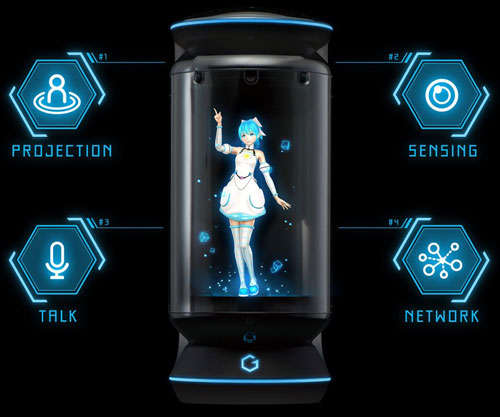 #1
#2
PROJECTION
SENSING
#3
#4
TALK
NETWORK